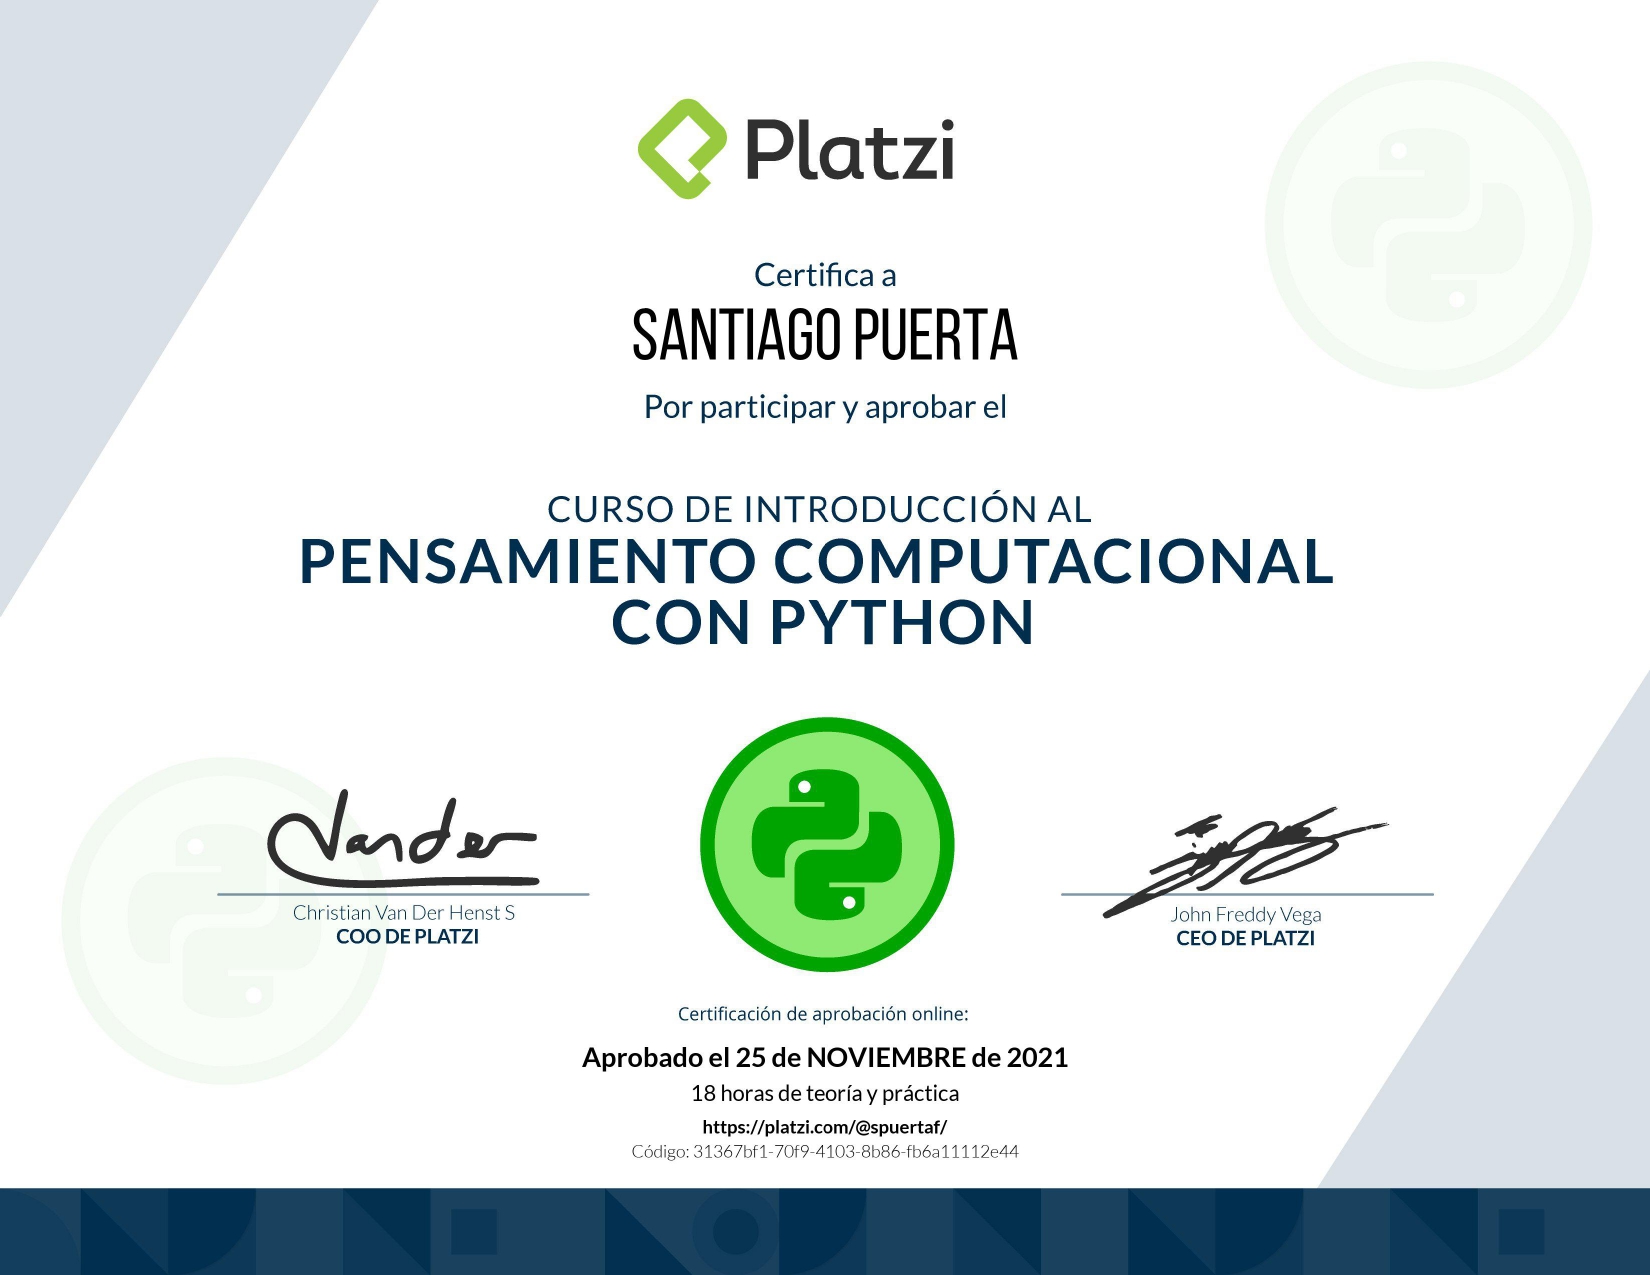 Platzi
Certifica a
SANTIAGO PUERTA
Por participar y aprobar el
CURSO DE INTRODUCCIÓN AL
PENSAMIENTO COMPUTACIONAL
CON PYTHON
Vander
Christian Van Der Henst S
COO DE PLATZI
John Freddy Vega
CEO DE PLATZI
Certificación de aprobación online:
Aprobado el 25 de NOVIEMBRE de 2021
18 horas de teoría y práctica
https://platzi.com/@spuertaf/
Código: 31367bf1-70f9-4103-8b86-fb6a11112e44